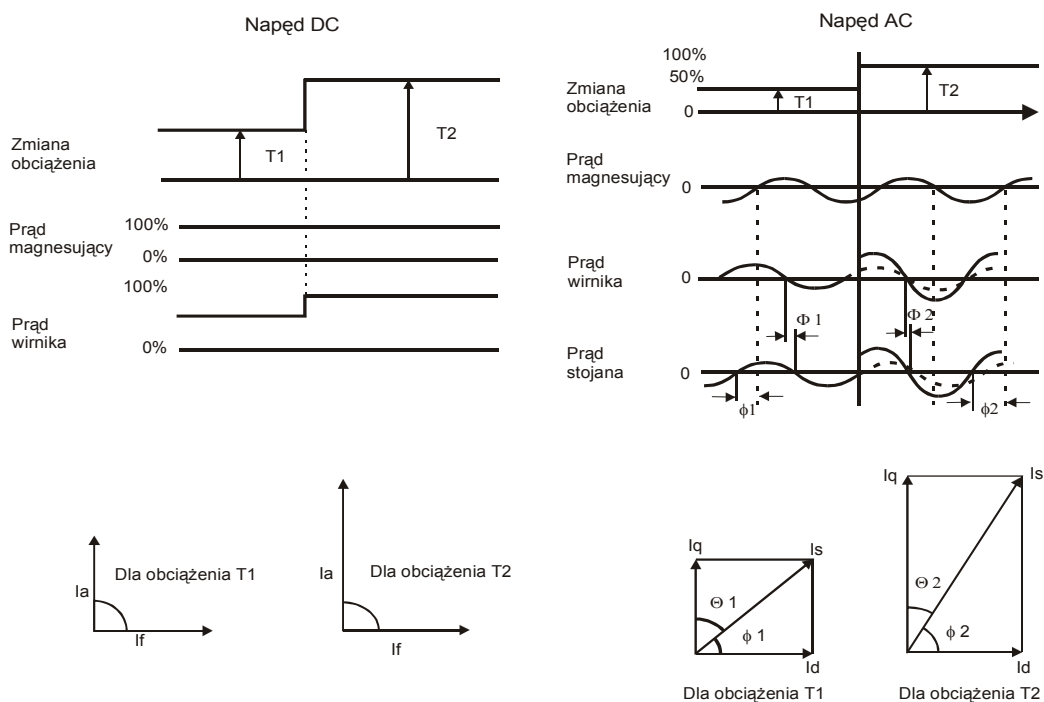 Napęd DC
Zmiana
obciążenia
T1
T2
Prąd
magnesujący
100%
0%
100%
Prąd
wirnika
0%
Ia
If
Dla obciążenia T1
Ia
If
Dla obciążenia T2
Napęd AC
100%
50%
Zmiana
obciążenia
0
T1
T2
Prąd
magnesujący
0
Prąd
wirnika
0
Φ 1
Φ 2
Prąd
stojana
0
ϕ1
ϕ2
Iq
Is
Θ 1
ϕ 1
Id
Dla obciążenia T1
Iq
Is
Θ 2
ϕ 2
Id
Dla obciążenia T2